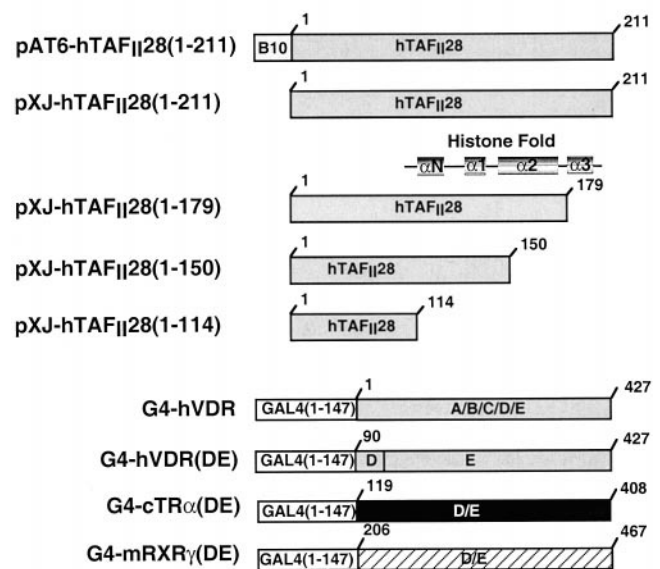 1 211
pAT6-hTAFII28(1-211) B10 hTAFII28
1 211
pXJ-hTAFII28(1-211) hTAFII28
Histone Fold
αN α1 α2 α3
1 179
pXJ-hTAFII28(1-179) hTAFII28
1 150
pXJ-hTAFII28(1-150) hTAFII28
1 114
pXJ-hTAFII28(1-114) hTAFII28
1 427
G4-hVDR GAL4(1-147) A/B/C/D/E
90 427
G4-hVDR(DE) GAL4(1-147) D E
119 408
G4-cTRα(DE) GAL4(1-147) D/E
206 467
G4-mRXRγ(DE) GAL4(1-147) D/E